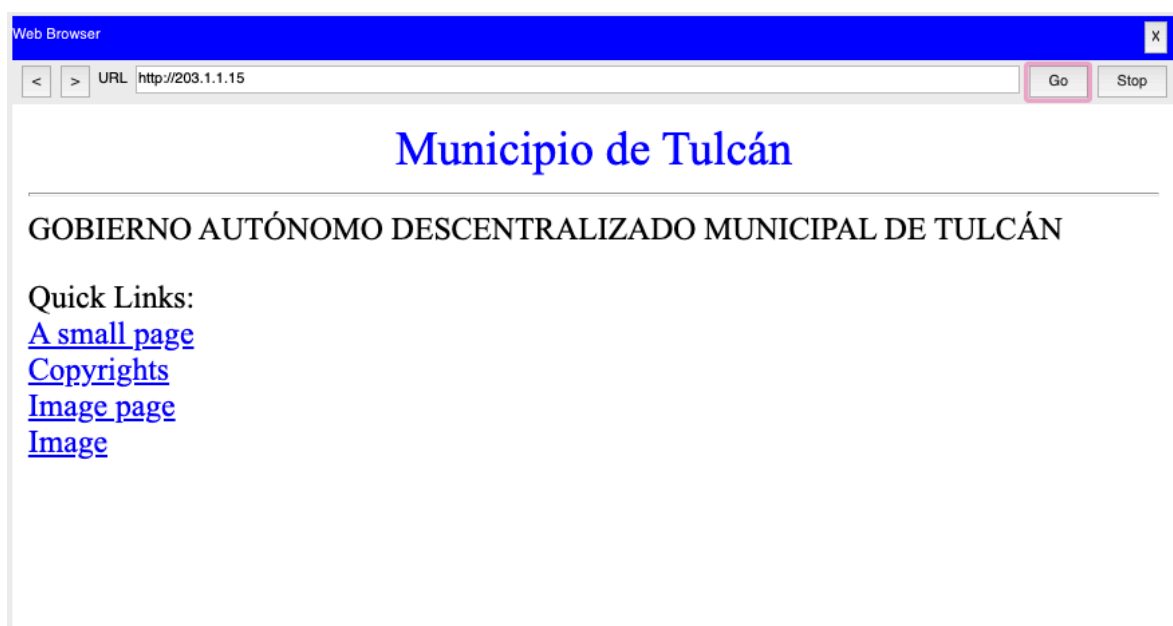 Web Browser
X
< > URL http://203.1.1.15 Go Stop
Municipio de Tulcán
GOBIERNO AUTÓNOMO DESCENTRALIZADO MUNICIPAL DE TULCÁN
Quick Links:
A small page
Copyrights
Image page
Image